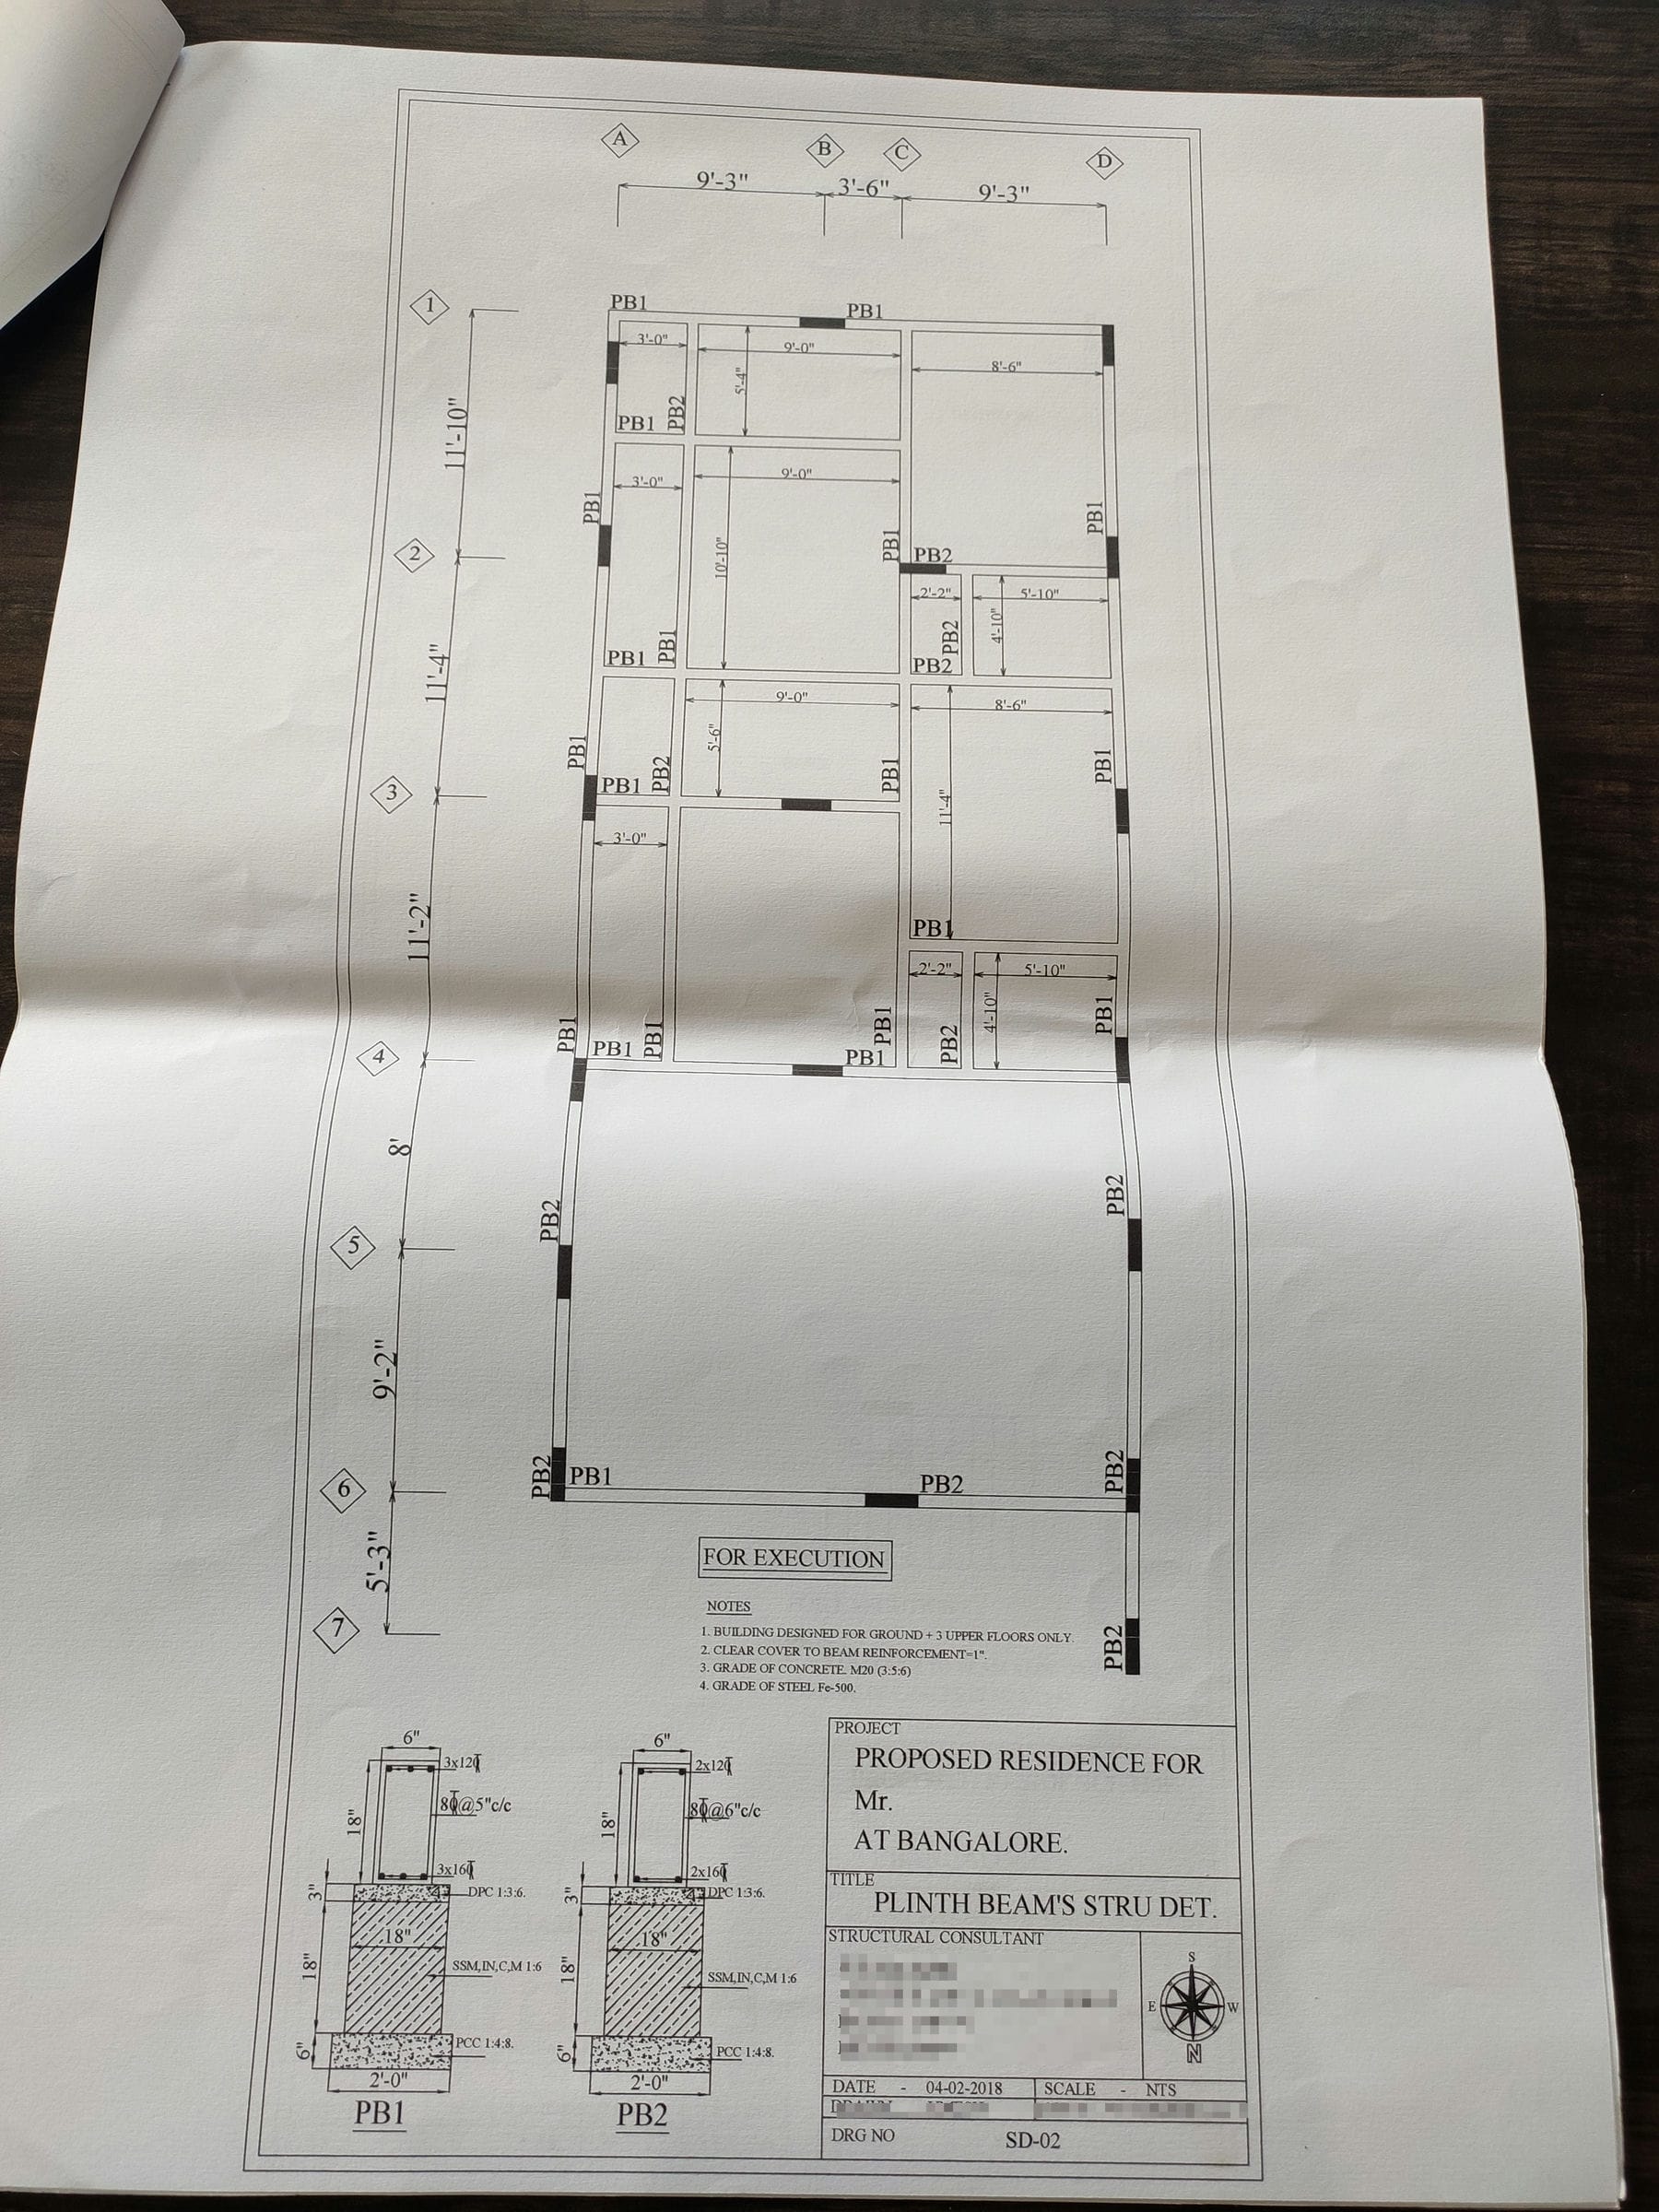 A
B
C
D
9'-3"
3'-6"
9'-3"
1
PB1
PB1
3'-0"
9'-0"
8'-6"
5'-4"
11'-10"
PB1
PB2
3'-0"
9'-0"
PB1
PB1
10'-10"
PB1
2
PB2
2'-2"
5'-10"
4'-10"
PB2
11'-4"
PB1
PB1
PB2
9'-0"
8'-6"
5'-6"
PB1
PB1
PB2
PB1
PB1
3
11'-4"
3'-0"
11'-2"
PB1
2'-2"
5'-10"
4'-10"
PB1
PB1
PB1
PB1
PB2
PB1
4
PB1
8'
PB2
PB2
5
9'-2"
PB2
PB1
PB2
PB2
6
FOR EXECUTION
5'-3"
7
PB2
NOTES
1. BUILDING DESIGNED FOR GROUND + 3 UPPER FLOORS ONLY.
2. CLEAR COVER TO BEAM REINFORCEMENT=1".
3. GRADE OF CONCRETE. M20 (3:5:6)
4. GRADE OF STEEL Fe-500.
6"
3x12
18"
8 @5"c/c
3x16
3"
DPC 1:3:6.
18"
18"
SSM,IN,C,M 1:6
6"
PCC 1:4:8.
2'-0"
PB1
6"
2x12
18"
8 @6"c/c
2x16
3"
DPC 1:3:6.
18"
18"
SSM,IN,C,M 1:6
6"
PCC 1:4:8.
2'-0"
PB2
PROJECT
PROPOSED RESIDENCE FOR
Mr.
AT BANGALORE.
TITLE
PLINTH BEAM'S STRU DET.
STRUCTURAL CONSULTANT
S
E
W
N
DATE - 04-02-2018
SCALE - NTS
DRG NO SD-02